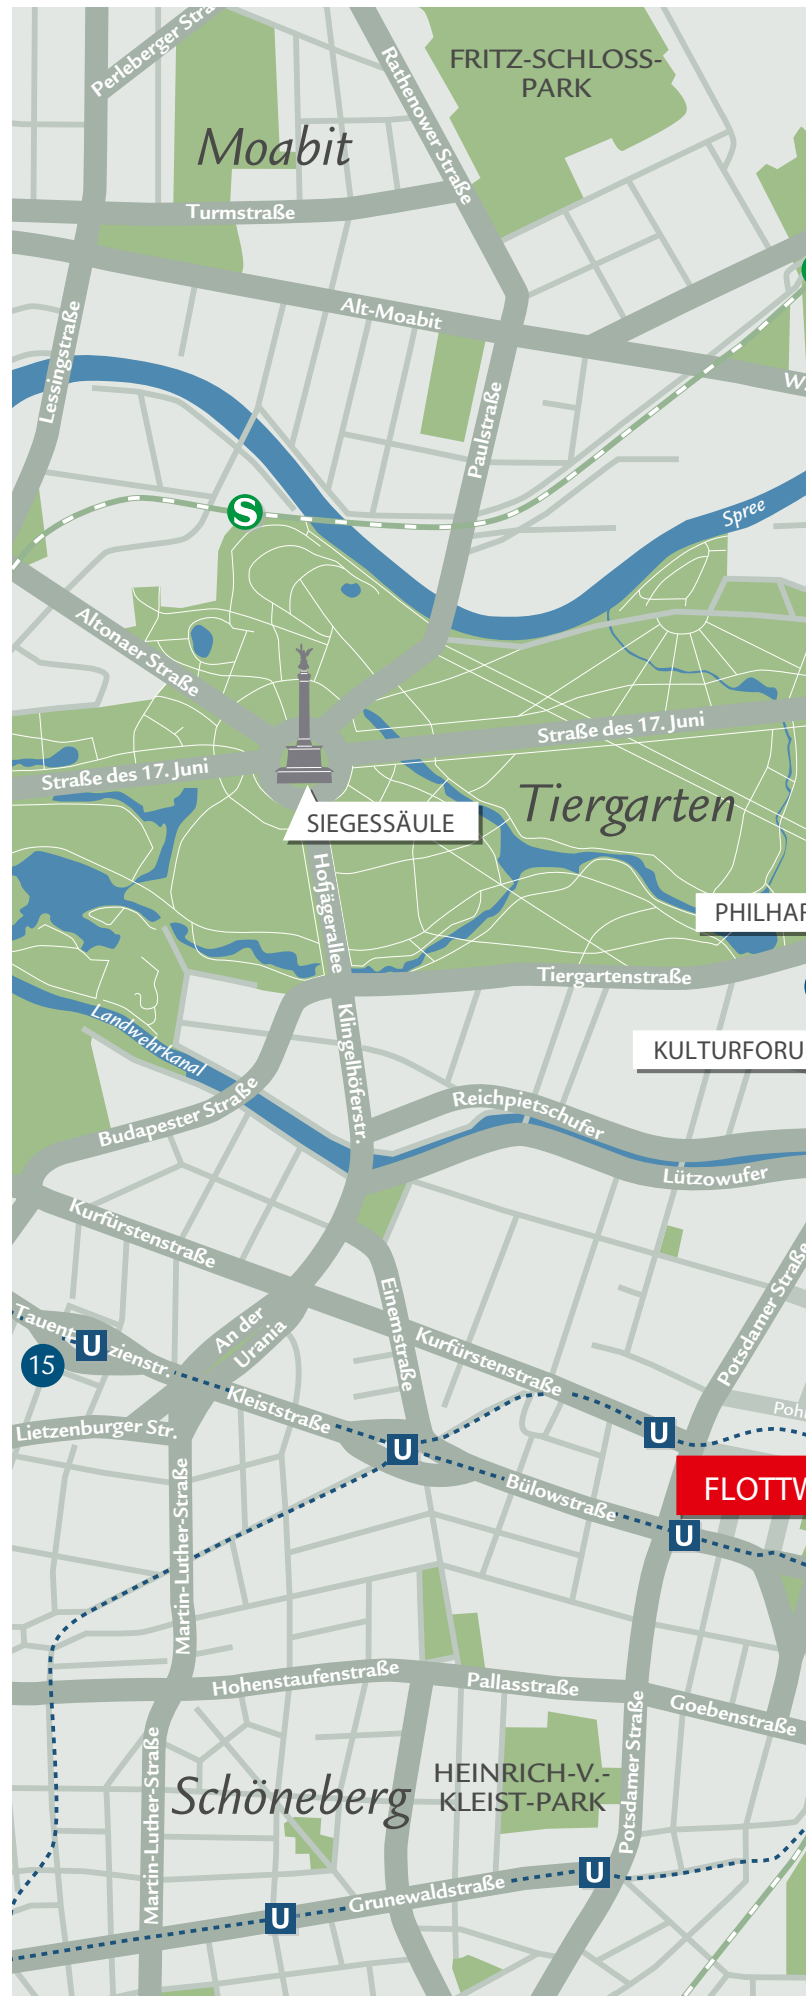 Perleberger Stra
Rathenower Straße
FRITZ-SCHLOSS-
PARK
Moabit
Turmstraße
Alt-Moabit
Lessingstraße
Paulstraße
S
Spree
Altonaer Straße
Straße des 17. Juni
Straße des 17. Juni
Tiergarten
SIEGESSÄULE
Hofjägerallee
PHILHAR
Tiergartenstraße
Landwehrkanal
Klingelhöferstr.
KULTURFORU
Budapester Straße
Reichpietschufer
Lützowufer
Kurfürstenstraße
Potsdamer Straße
Einemstraße
An der
Urania
Tauent
zienstr.
U
15
Kurfürstenstraße
Kleiststraße
Pohl
Lietzenburger Str.
U
U
Martin-Luther-Straße
FLOTTW
Bülowstraße
U
Hohenstaufenstraße
Pallasstraße
Goebenstraße
Potsdamer Straße
Martin-Luther-Straße
Schöneberg
HEINRICH-V.-
KLEIST-PARK
Grunewaldstraße
U
U